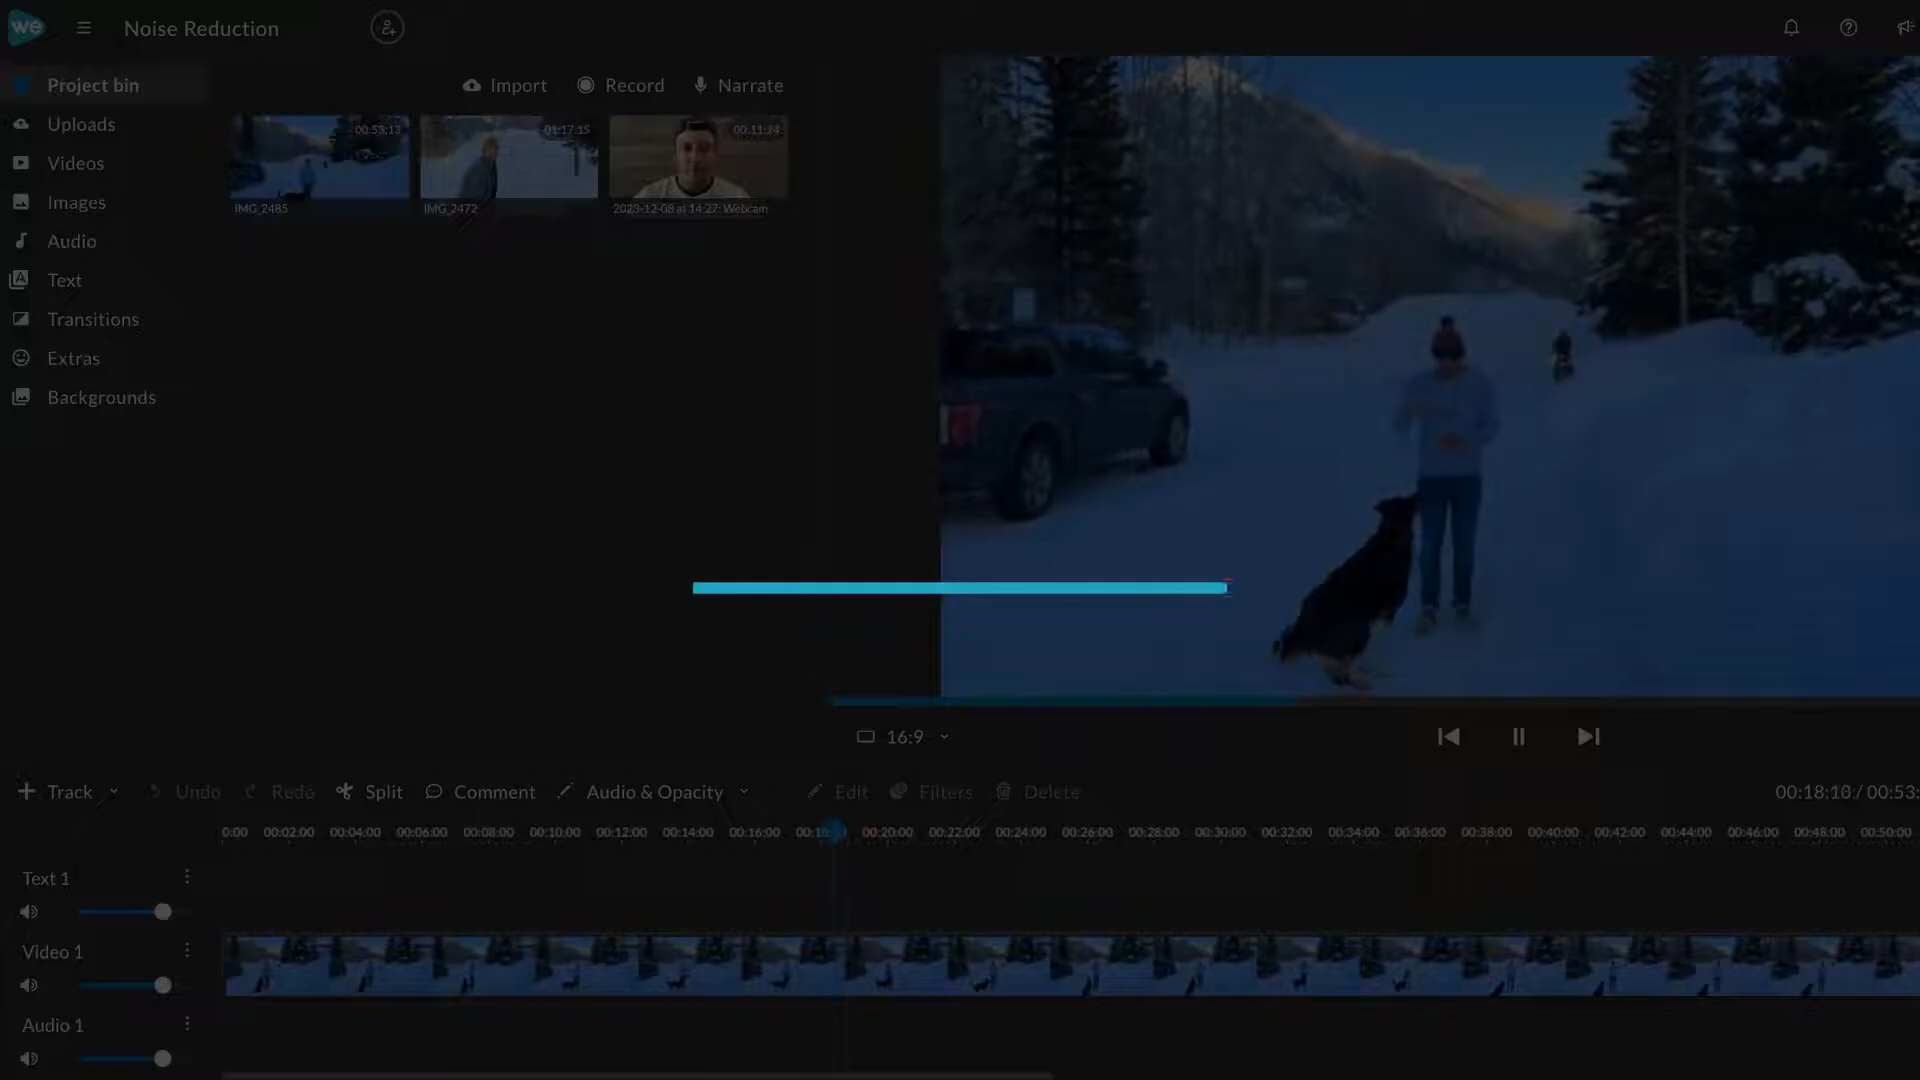 we
Noise Reduction
Project bin
Import
Record
Narrate
Uploads
Videos
Images
Audio
Text
Transitions
Extras
Backgrounds
00:53:13
01:17:15
00:11:24
IMG_2485
IMG_2472
2023-12-08 at 14-27: Webcam
16:9
Track
Undo
Redo
Split
Comment
Audio & Opacity
Edit
Filters
Delete
00:18:10 / 00:53:
0:00 00:02:00 00:04:00 00:06:00 00:08:00 00:10:00 00:12:00 00:14:00 00:16:00 00:18: 00:20:00 00:22:00 00:24:00 00:26:00 00:28:00 00:30:00 00:32:00 00:34:00 00:36:00 00:38:00 00:40:00 00:42:00 00:44:00 00:46:00 00:48:00 00:50:00
Text 1
Video 1
Audio 1